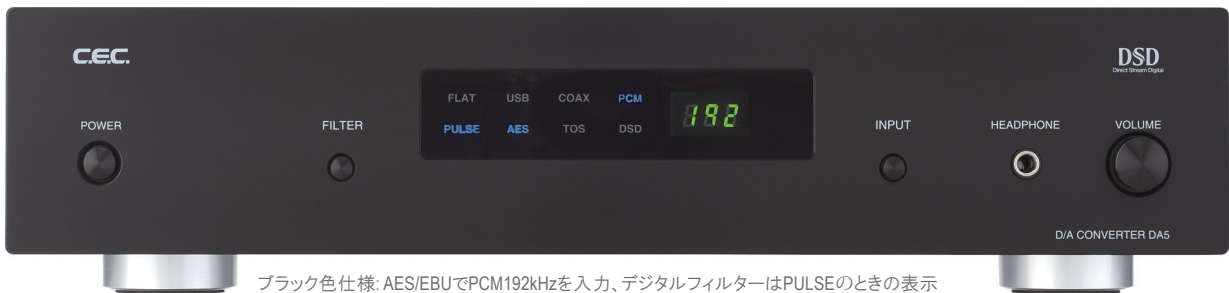 C.E.C.
DSD
Direct Stream Digital
POWER
FILTER
FLAT USB COAX PCM
PULSE AES TOS DSD
192
INPUT
HEADPHONE
VOLUME
D/A CONVERTER DA5
ブラック色仕様: AES/EBUでPCM192kHzを入力、デジタルフィルターはPULSEのときの表示